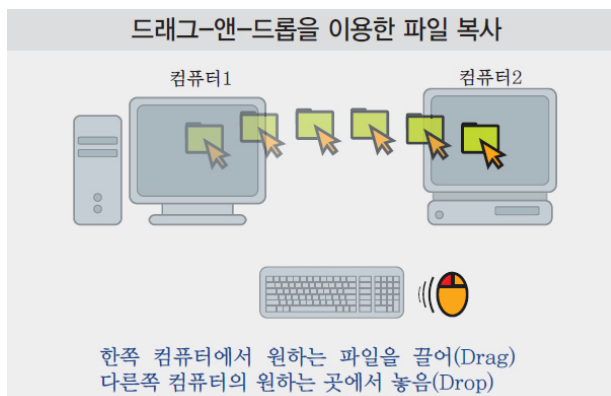 드래그-앤-드롭을 이용한 파일 복사
컴퓨터1
컴퓨터2
한쪽 컴퓨터에서 원하는 파일을 끌어(Drag)
다른쪽 컴퓨터의 원하는 곳에서 놓음(Drop)